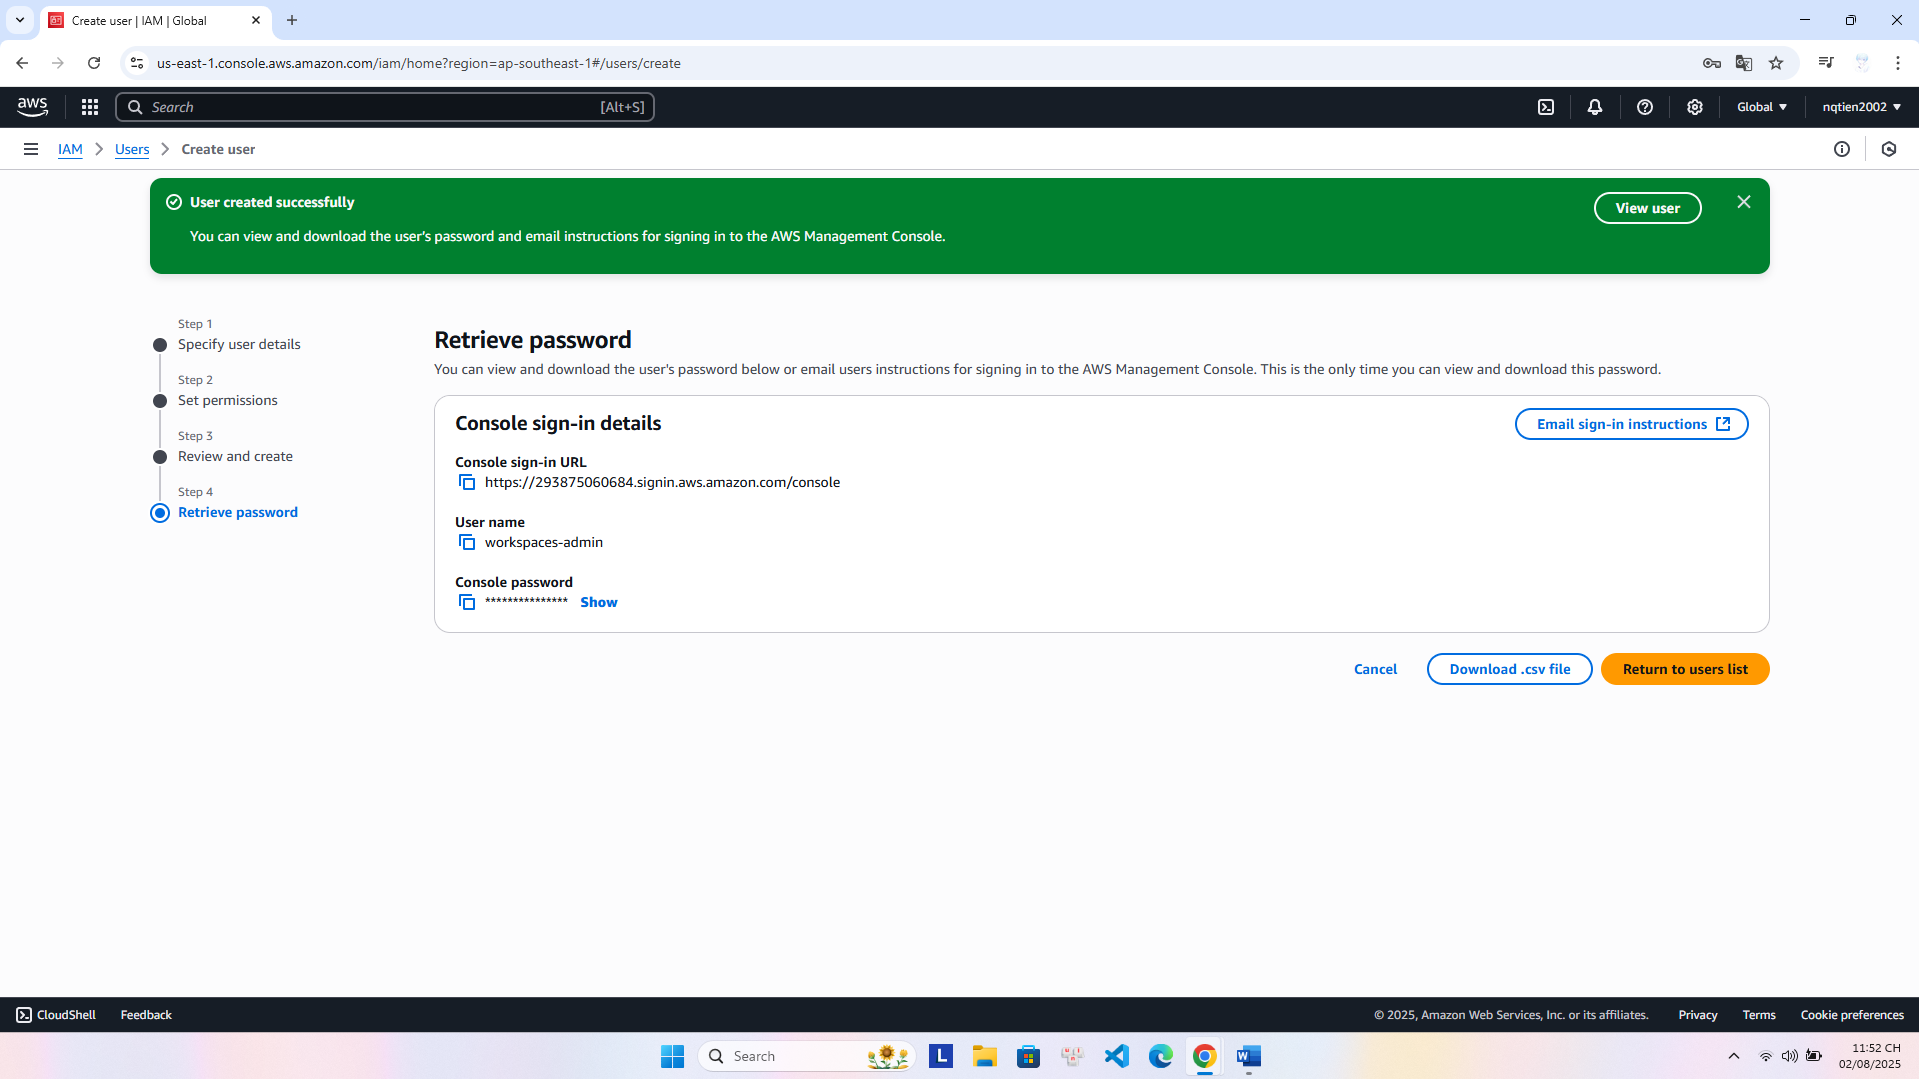 Create user | IAM | Global
us-east-1.console.aws.amazon.com/iam/home?region=ap-southeast-1#/users/create
aws
Search
[Alt+S]
Global
nqtien2002
IAM
Users
Create user
User created successfully
You can view and download the user's password and email instructions for signing in to the AWS Management Console.
View user
Step 1
Specify user details
Step 2
Set permissions
Step 3
Review and create
Step 4
Retrieve password
Retrieve password
You can view and download the user's password below or email users instructions for signing in to the AWS Management Console. This is the only time you can view and download this password.
Console sign-in details
Email sign-in instructions
Console sign-in URL
https://293875060684.signin.aws.amazon.com/console
User name
workspaces-admin
Console password
*************** Show
Cancel
Download .csv file
Return to users list
CloudShell
Feedback
© 2025, Amazon Web Services, Inc. or its affiliates.
Privacy
Terms
Cookie preferences
Search
L
W
11:52 CH
02/08/2025